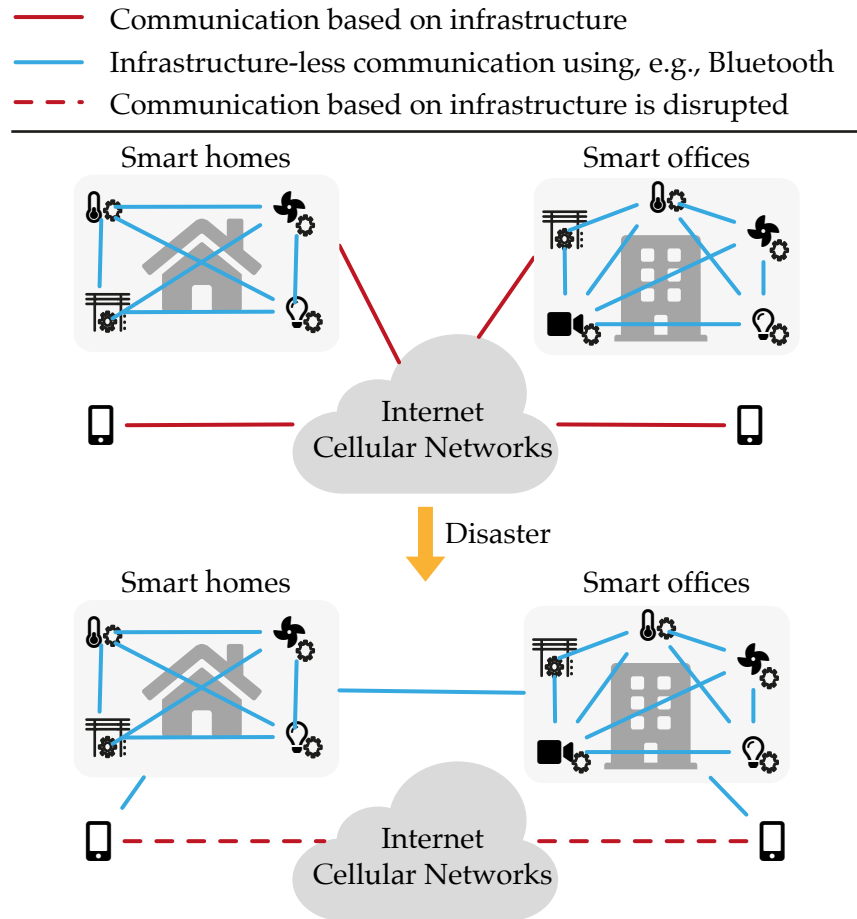 Communication based on infrastructure
Infrastructure-less communication using, e.g., Bluetooth
Communication based on infrastructure is disrupted
Smart homes
Smart offices
Internet
Cellular Networks
Disaster
Smart homes
Smart offices
Internet
Cellular Networks